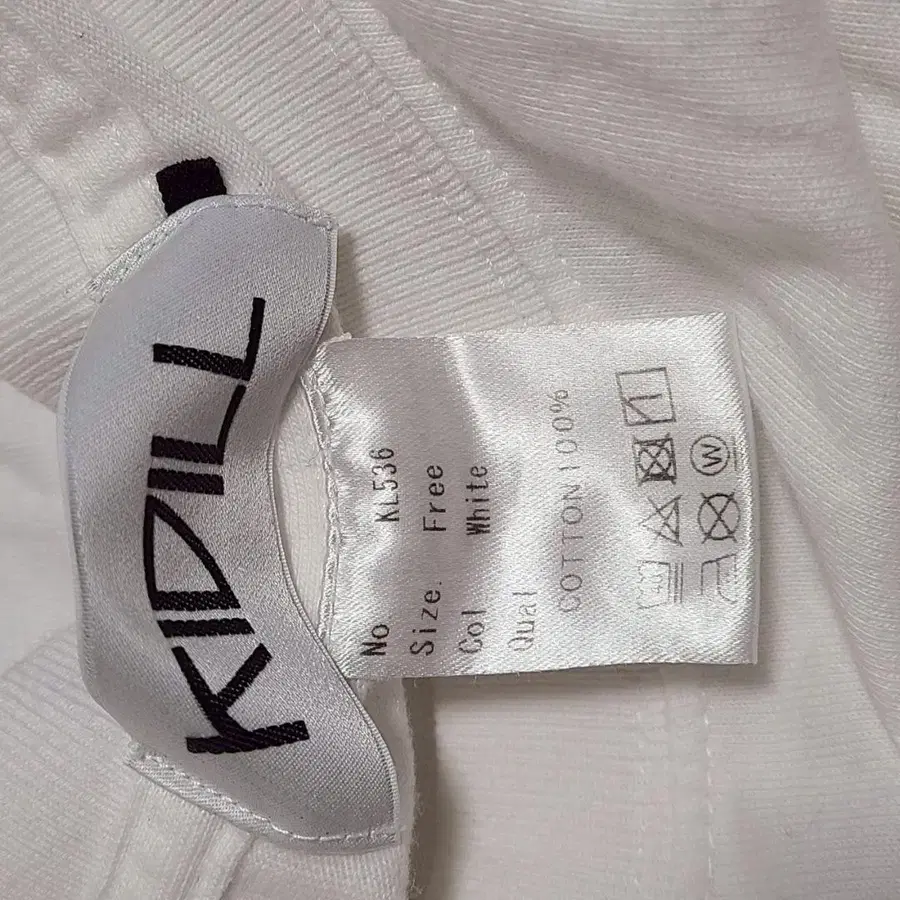 KIDILL
No KL536
Size. Free
Col White
Qual
COTTON100%
W